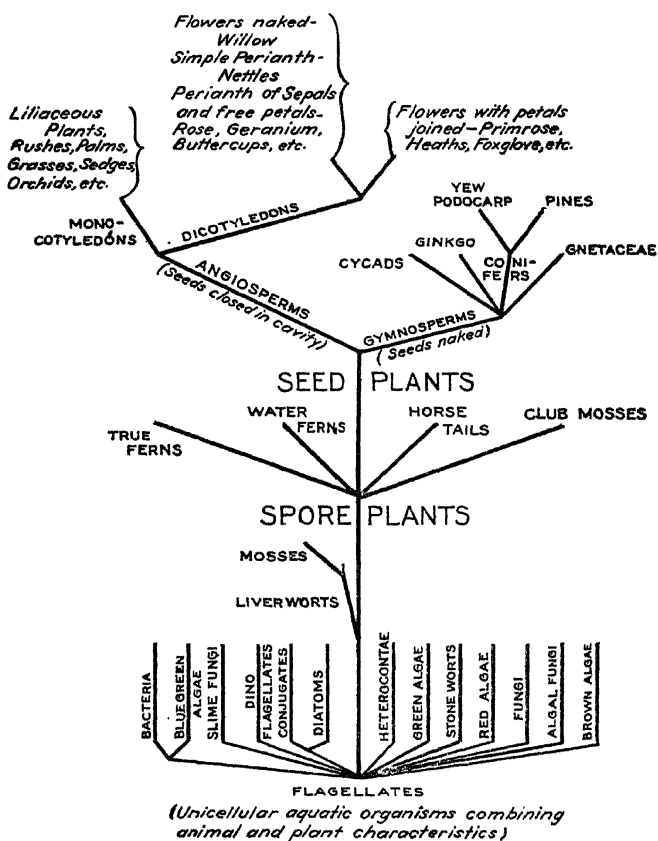 Flowers naked-
Willow
Simple Perianth-
Nettles
Perianth of Sepals
and free petals-
Rose, Geranium,
Buttercups, etc.
Liliaceous
Plants,
Rushes, Palms,
Grasses, Sedges,
Orchids, etc.
Flowers with petals
joined-Primrose,
Heaths, Foxglove, etc.
MONO-
COTYLEDONS
DICOTYLEDONS
ANGIOSPERMS
(Seeds closed in cavity)
YEW
PODOCARP
PINES
CYCADS
GINKGO
CONI-
FERS
GNETACEAE
GYMNOSPERMS
(Seeds naked)
SEED PLANTS
TRUE
FERNS
WATER
FERNS
HORSE
TAILS
CLUB MOSSES
SPORE PLANTS
MOSSES
LIVERWORTS
BACTERIA
BLUE GREEN
ALGAE
SLIME FUNGI
DINO
FLAGELLATES
CONJUGATES
DIATOMS
HETEROCONTAE
GREEN ALGAE
STONE WORTS
RED ALGAE
FUNGI
ALGAL FUNGI
BROWN ALGAE
FLAGELLATES
(Unicellular aquatic organisms combining
animal and plant characteristics)